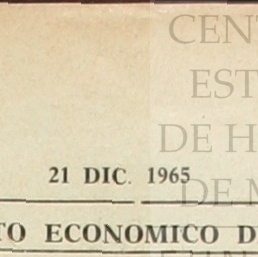 CENT
EST
DE H
21 DIC. 1965
DE M
TO ECONOMICO D